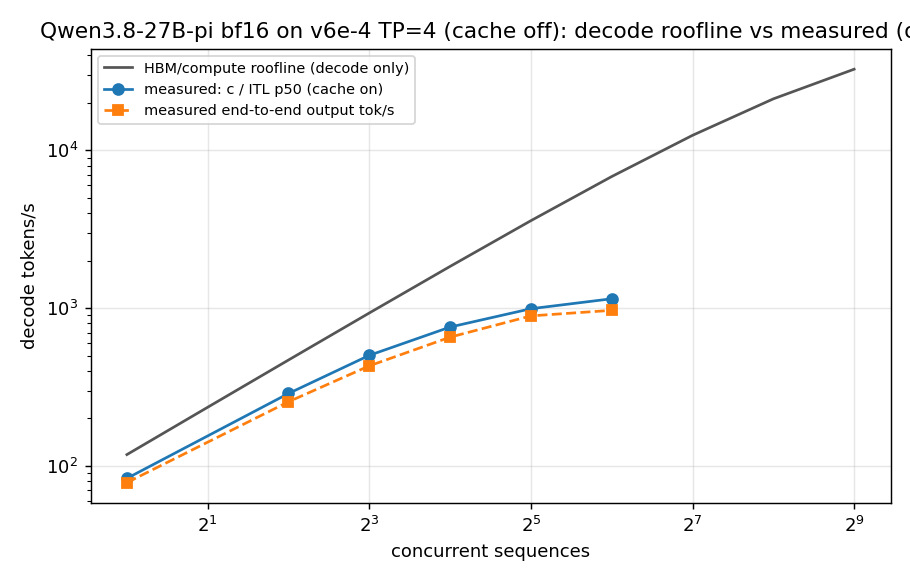 Qwen3.8-27B-pi bf16 on v6e-4 TP=4 (cache off): decode roofline vs measured (
HBM/compute roofline (decode only)
measured: c / ITL p50 (cache on)
measured end-to-end output tok/s
10⁴
10³
10²
decode tokens/s
2¹ 2³ 2⁵ 2⁷ 2⁹
concurrent sequences